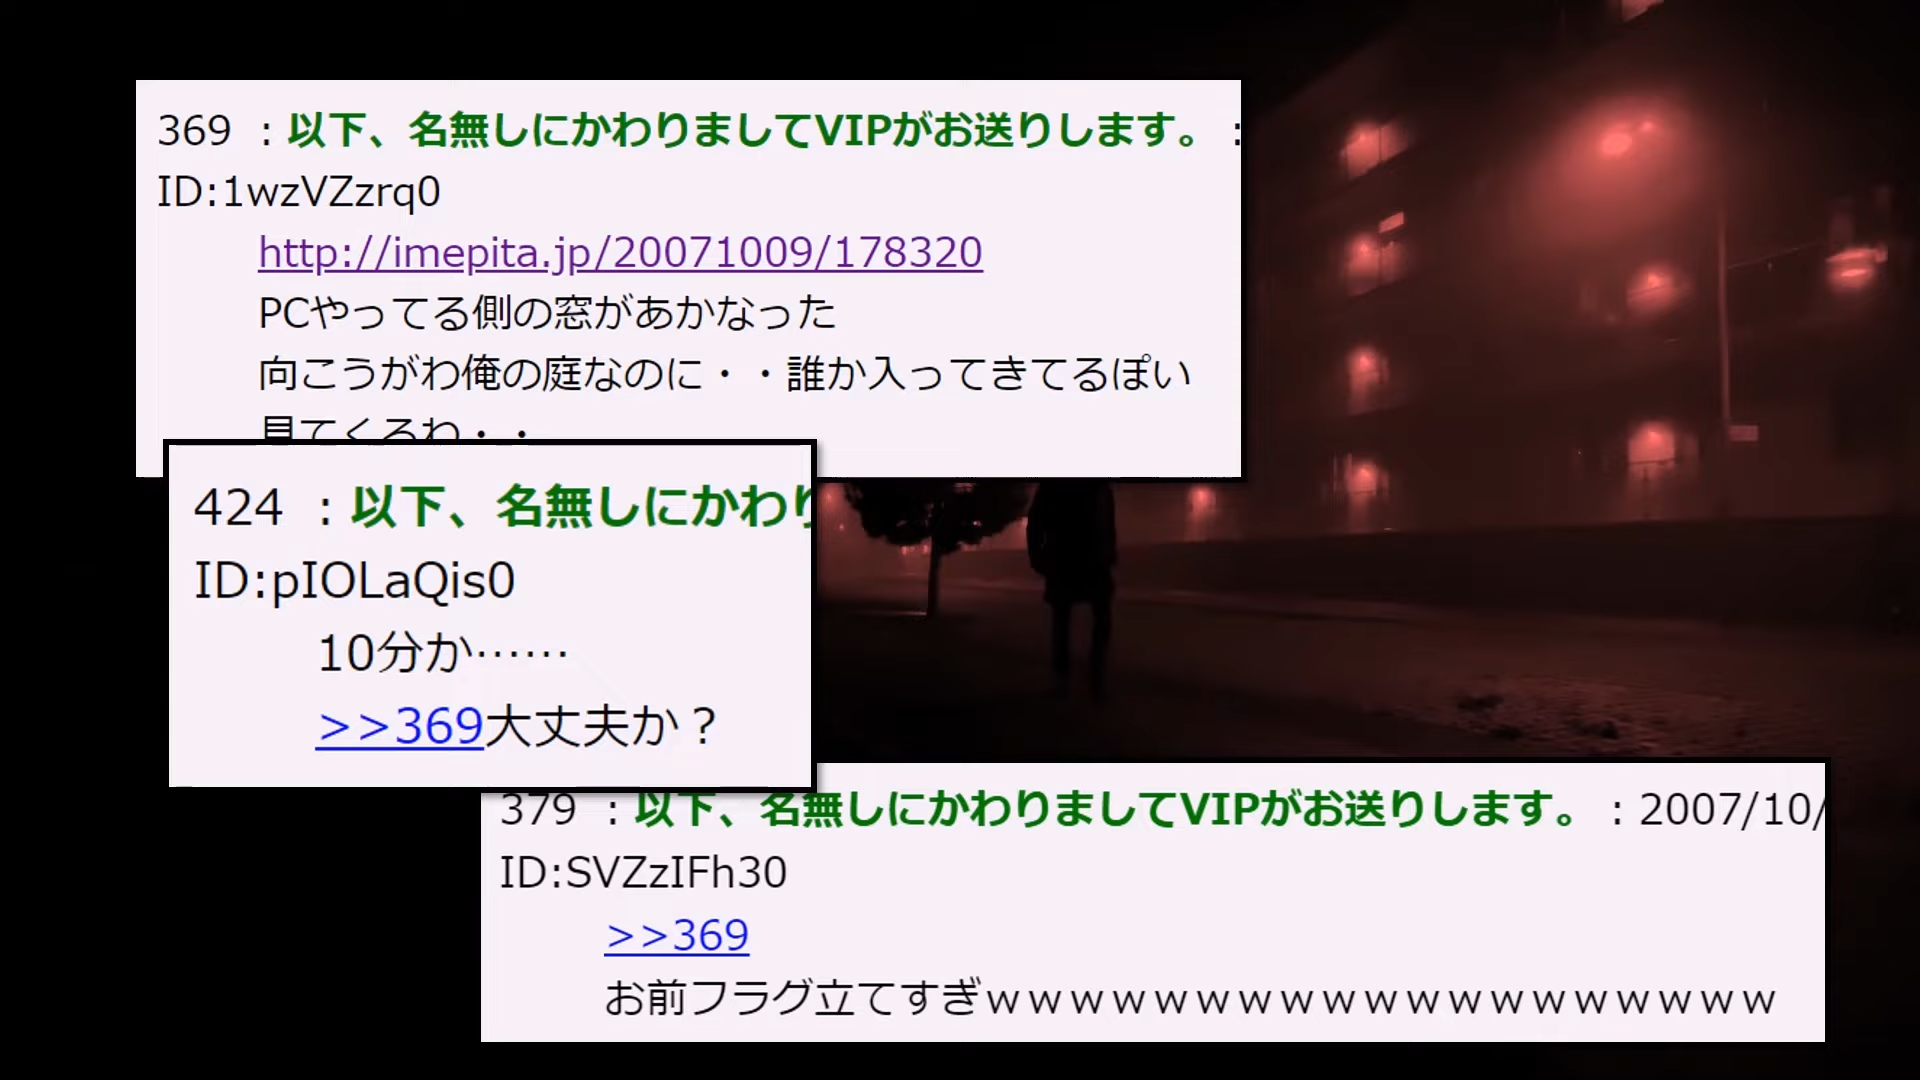 369 ：以下、名無しにかわりましてVIPがお送りします。：
ID:1wzVZzrq0
http://imepita.jp/20071009/178320
PCやってる側の窓があかなった
向こうがわ俺の庭なのに・・誰か入ってきてるぽい
見てくるわ・・
424 ：以下、名無しにかわり
ID:pIOLaQis0
10分か……
>>369大丈夫か？
379 ：以下、名無しにかわりましてVIPがお送りします。：2007/10/
ID:SVZzIFh30
>>369
お前フラグ立てすぎｗｗｗｗｗｗｗｗｗｗｗｗｗｗｗｗｗｗｗ